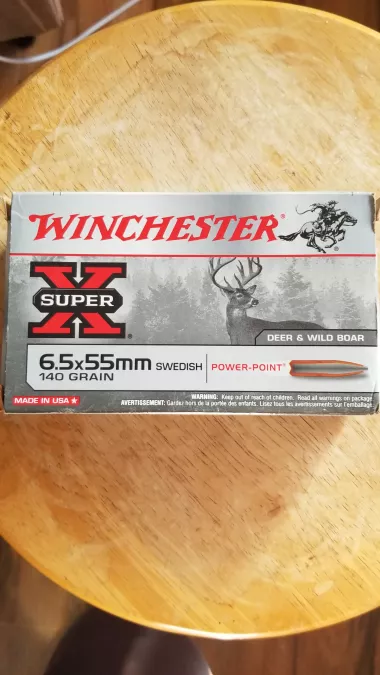 WINCHESTER®
SUPER X®
DEER & WILD BOAR
6.5x55mm SWEDISH
140 GRAIN
POWER-POINT®
MADE IN USA ★
WARNING: Keep out of reach of children. Read all warnings on package
AVERTISSEMENT: Gardez hors de la portée des enfants. Lisez tous les avertissements sur l'emballage